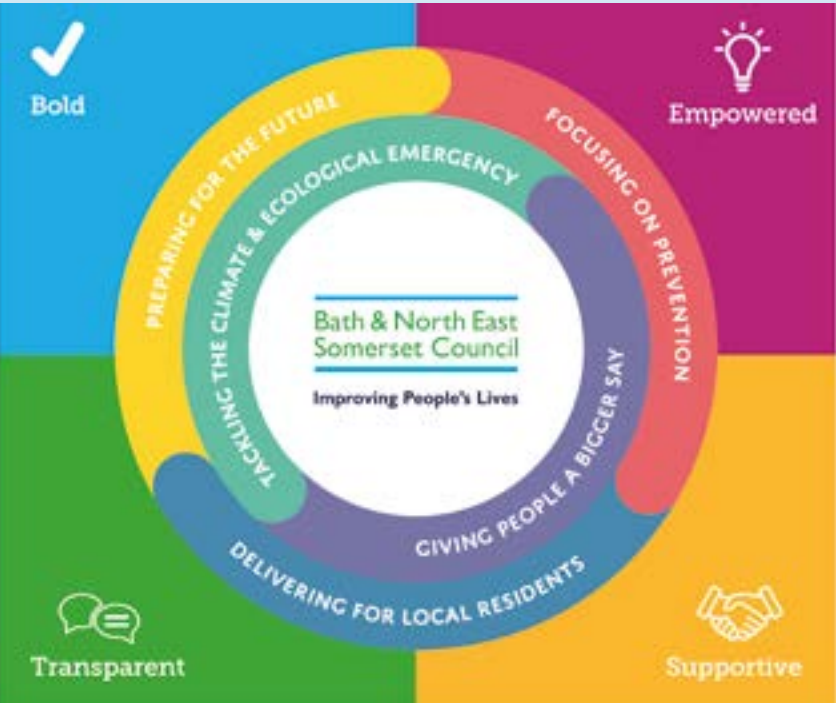 Bold
Empowered
PREPARING FOR THE FUTURE
FOCUSING ON PREVENTION
TACKLING THE CLIMATE & ECOLOGICAL EMERGENCY
Bath & North East
Somerset Council
Improving People's Lives
GIVING PEOPLE A BIGGER SAY
DELIVERING FOR LOCAL RESIDENTS
Transparent
Supportive